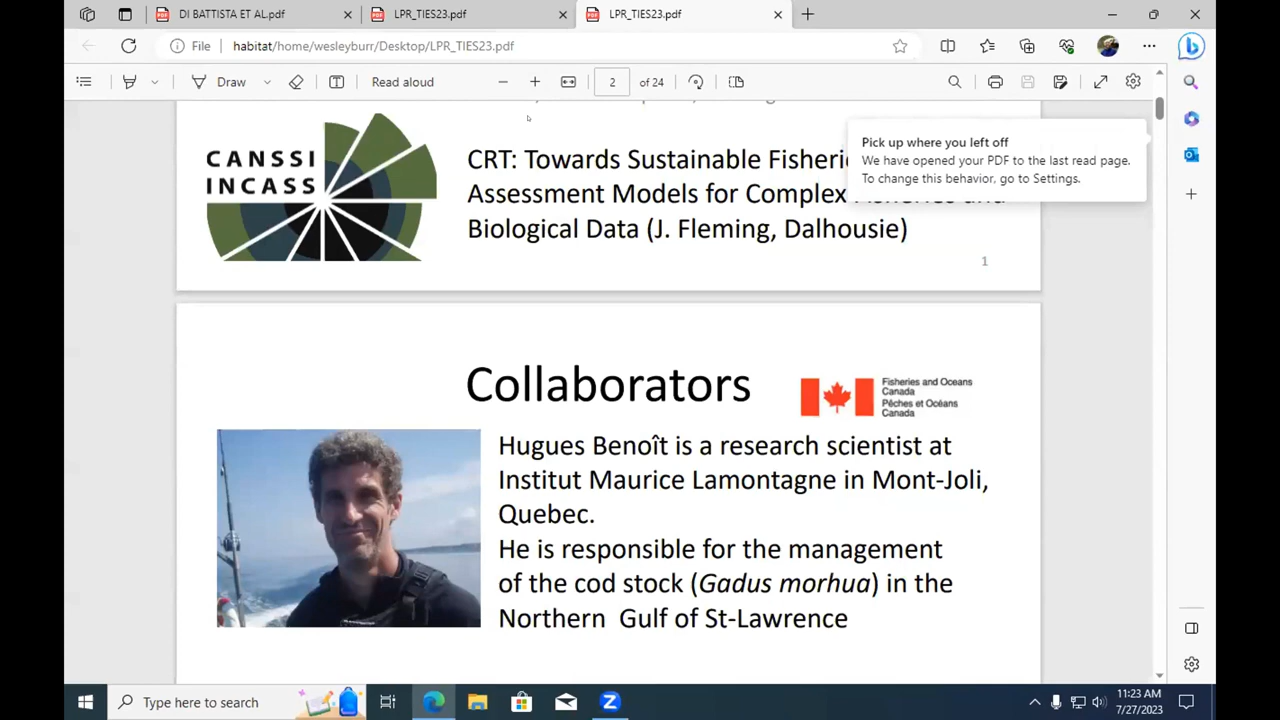 DI BATTISTA ET AL.pdf
LPR_TIES23.pdf
LPR_TIES23.pdf
File
habitat/home/wesleyburr/Desktop/LPR_TIES23.pdf
Draw
Read aloud
2
of 24
Pick up where you left off
We have opened your PDF to the last read page.
To change this behavior, go to Settings.
CANSSI
INCASS
CRT: Towards Sustainable Fisheri
Assessment Models for Complex
Biological Data (J. Fleming, Dalhousie)
1
Collaborators
Fisheries and Oceans
Canada
Pêches et Océans
Canada
Hugues Benoît is a research scientist at
Institut Maurice Lamontagne in Mont-Joli,
Quebec.
He is responsible for the management
of the cod stock (Gadus morhua) in the
Northern Gulf of St-Lawrence
Type here to search
11:23 AM
7/27/2023